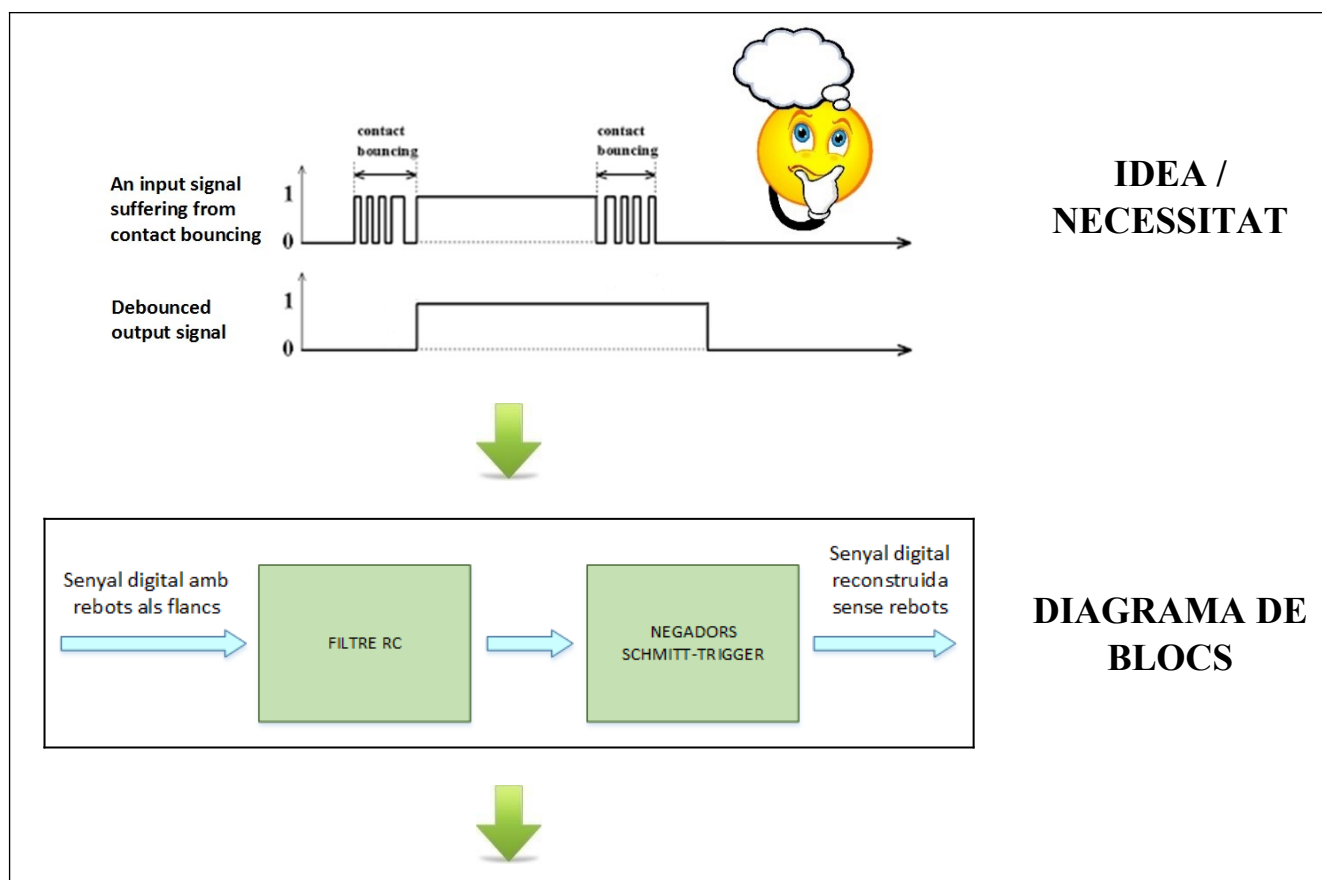 contact
bouncing
contact
bouncing
An input signal
suffering from
contact bouncing
1
0
IDEA /
NECESSITAT
Debounced
output signal
1
0
Senyal digital amb
rebots als flancs
FILTRE RC
NEGADORS
SCHMITT-TRIGGER
Senyal digital
reconstruida
sense rebots
DIAGRAMA DE
BLOCS